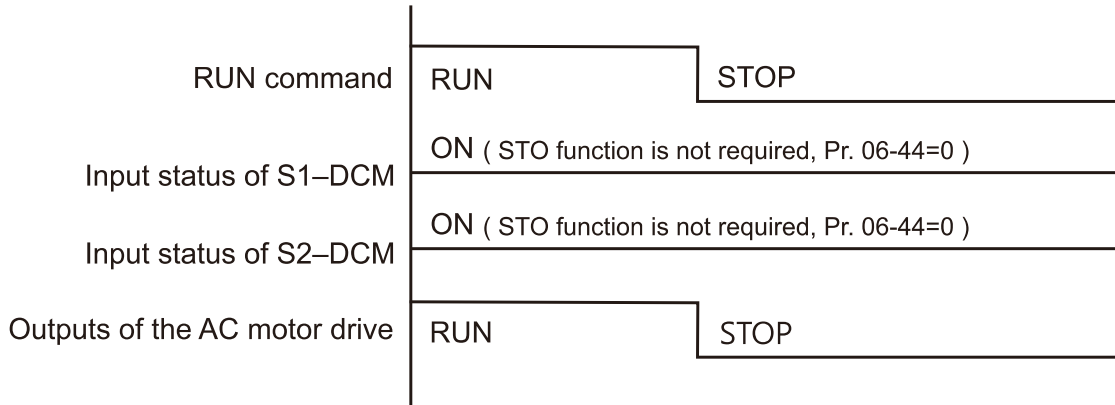 RUN command
RUN
STOP
ON ( STO function is not required, Pr. 06-44=0 )
Input status of S1–DCM
ON ( STO function is not required, Pr. 06-44=0 )
Input status of S2–DCM
Outputs of the AC motor drive
RUN
STOP